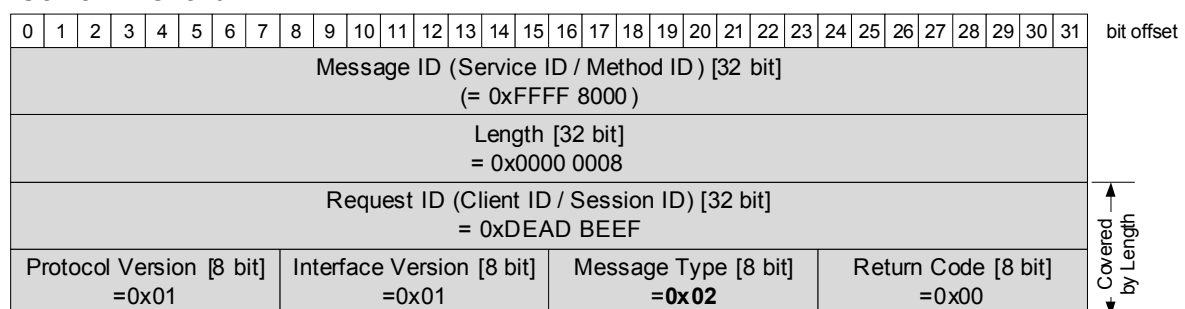 0 1 2 3 4 5 6 7 8 9 10 11 12 13 14 15 16 17 18 19 20 21 22 23 24 25 26 27 28 29 30 31 bit offset
Message ID (Service ID / Method ID) [32 bit]
(= 0xFFFF 8000)
Length [32 bit]
= 0x0000 0008
Request ID (Client ID / Session ID) [32 bit]
= 0xDEAD BEEF
Protocol Version [8 bit] Interface Version [8 bit] Message Type [8 bit] Return Code [8 bit]
=0x01 =0x01 =0x02 =0x00
Covered
by Length